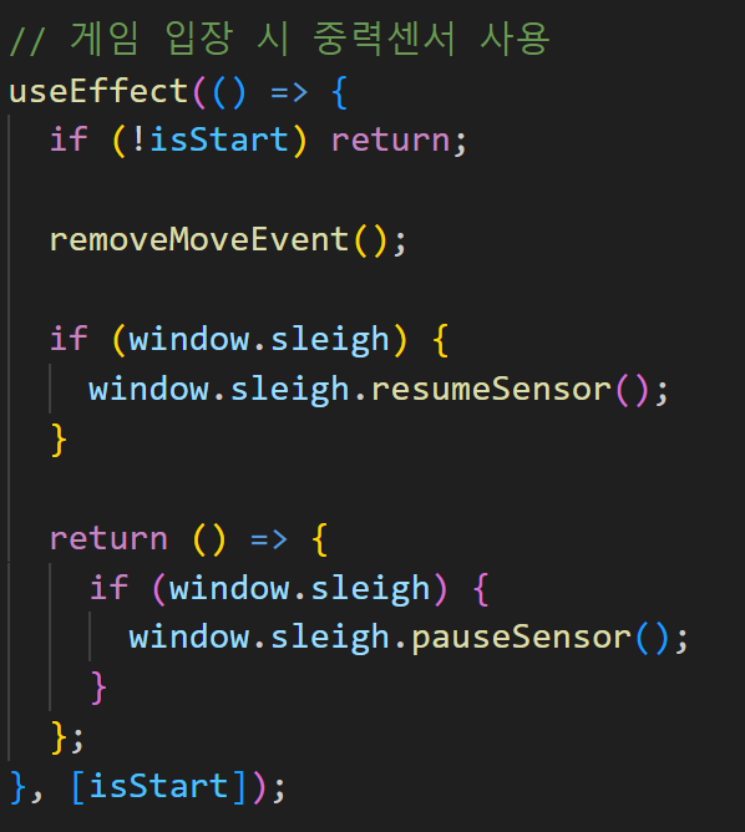 // 게임 입장 시 중력센서 사용
useEffect(() => {
  if (!isStart) return;

  removeMoveEvent();

  if (window.sleigh) {
    window.sleigh.resumeSensor();
  }

  return () => {
    if (window.sleigh) {
      window.sleigh.pauseSensor();
    }
  };
}, [isStart]);